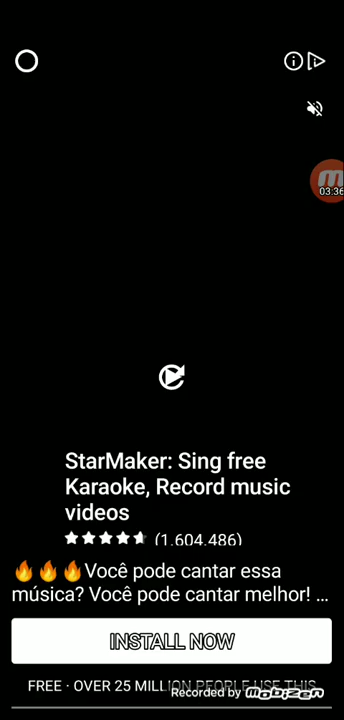 03:36
StarMaker: Sing free
Karaoke, Record music
videos
(1.604.486)
🔥🔥🔥Você pode cantar essa
música? Você pode cantar melhor! ...
INSTALL NOW
FREE · OVER 25 MILLION PEOPLE USE THIS
Recorded by mobizen